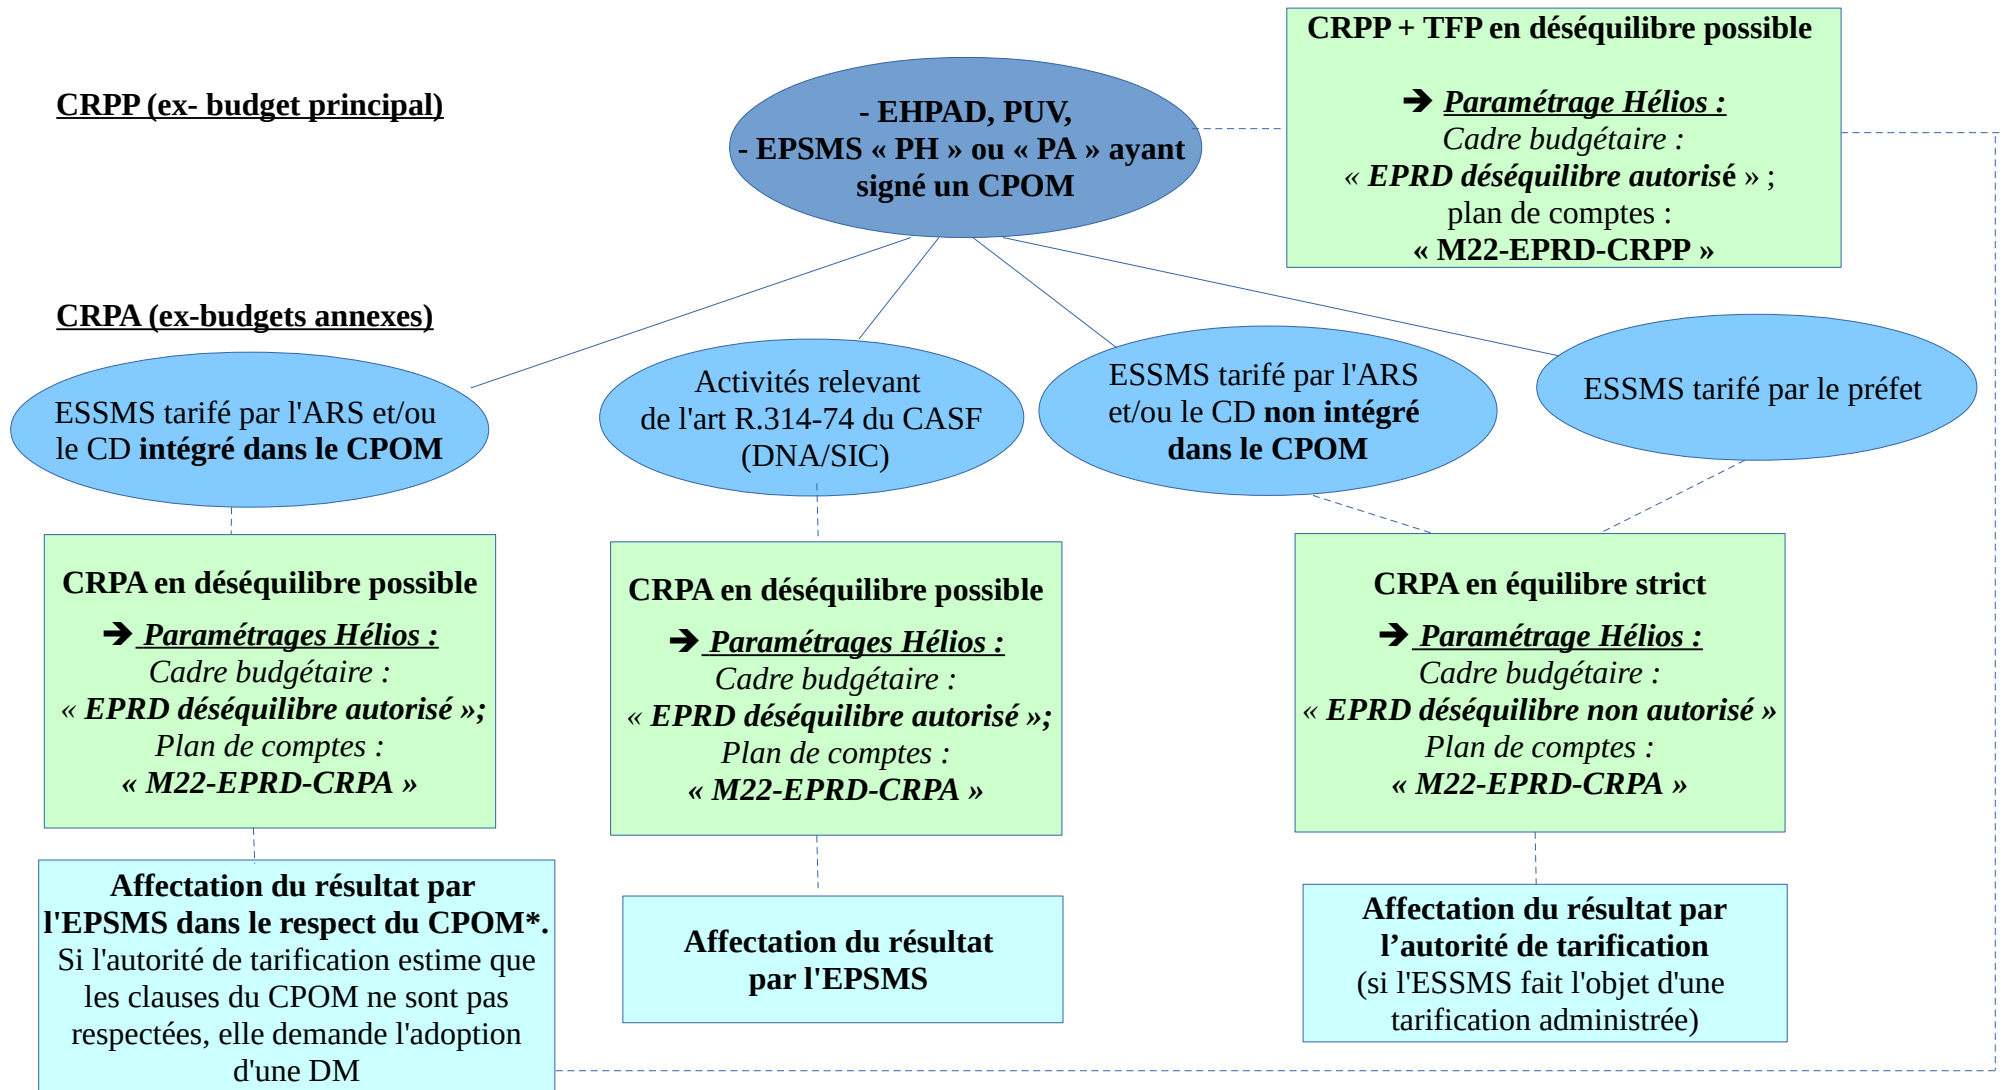 CRPP (ex- budget principal)
- EHPAD, PUV,
- EPSMS « PH » ou « PA » ayant
signé un CPOM
CRPP + TFP en déséquilibre possible
➔ Paramétrage Hélios :
Cadre budgétaire :
« EPRD déséquilibre autorisé » ;
plan de comptes :
« M22-EPRD-CRPP »
CRPA (ex-budgets annexes)
ESSMS tarifé par l'ARS et/ou
le CD intégré dans le CPOM
Activités relevant
de l'art R.314-74 du CASF
(DNA/SIC)
ESSMS tarifé par l'ARS
et/ou le CD non intégré
dans le CPOM
ESSMS tarifé par le préfet
CRPA en déséquilibre possible
➔ Paramétrages Hélios :
Cadre budgétaire :
« EPRD déséquilibre autorisé »;
Plan de comptes :
« M22-EPRD-CRPA »
CRPA en déséquilibre possible
➔ Paramétrages Hélios :
Cadre budgétaire :
« EPRD déséquilibre autorisé »;
Plan de comptes :
« M22-EPRD-CRPA »
CRPA en équilibre strict
➔ Paramétrage Hélios :
Cadre budgétaire :
« EPRD déséquilibre non autorisé »
Plan de comptes :
« M22-EPRD-CRPA »
Affectation du résultat par
l'EPSMS dans le respect du CPOM*.
Si l'autorité de tarification estime que
les clauses du CPOM ne sont pas
respectées, elle demande l'adoption
d'une DM
Affectation du résultat
par l'EPSMS
Affectation du résultat par
l’autorité de tarification
(si l'ESSMS fait l'objet d'une
tarification administrée)